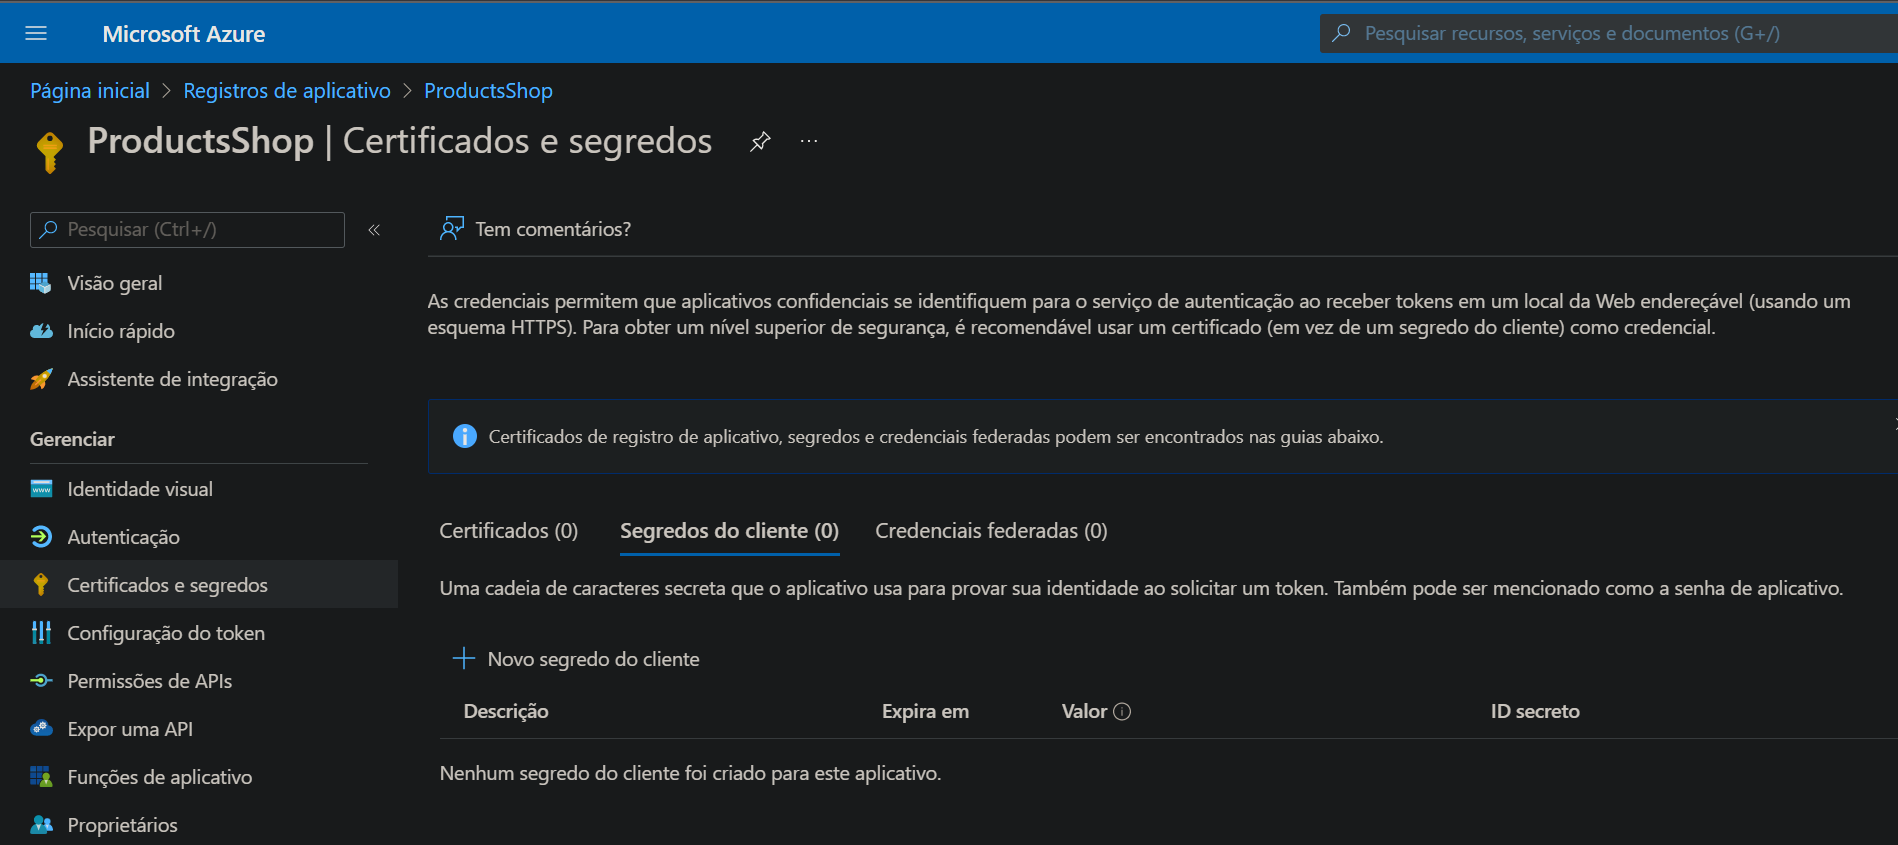 Microsoft Azure
Pesquisar recursos, serviços e documentos (G+/)
Página inicial > Registros de aplicativo > ProductsShop
ProductsShop | Certificados e segredos
...
Pesquisar (Ctrl+/)
«
Visão geral
Início rápido
Assistente de integração
Gerenciar
www
Identidade visual
Autenticação
Certificados e segredos
Configuração do token
Permissões de APIs
Expor uma API
Funções de aplicativo
Proprietários
Tem comentários?
As credenciais permitem que aplicativos confidenciais se identifiquem para o serviço de autenticação ao receber tokens em um local da Web endereçável (usando um
esquema HTTPS). Para obter um nível superior de segurança, é recomendável usar um certificado (em vez de um segredo do cliente) como credencial.
Certificados de registro de aplicativo, segredos e credenciais federadas podem ser encontrados nas guias abaixo.
Certificados (0) Segredos do cliente (0) Credenciais federadas (0)
Uma cadeia de caracteres secreta que o aplicativo usa para provar sua identidade ao solicitar um token. Também pode ser mencionado como a senha de aplicativo.
+ Novo segredo do cliente
Descrição Expira em Valor ID secreto
Nenhum segredo do cliente foi criado para este aplicativo.